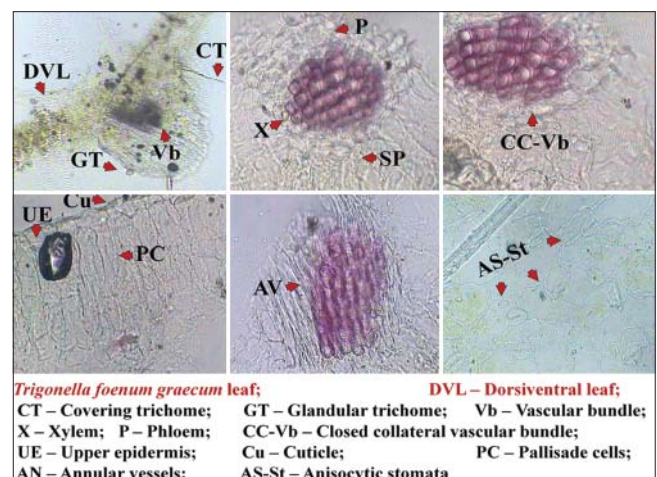 CT P
DVL
X CC-Vb
GT Vb SP
Cu
UE
PC AV AS-St
Trigonella foenum graecum leaf; DVL – Dorsiventral leaf;
CT – Covering trichome; GT – Glandular trichome; Vb – Vascular bundle;
X – Xylem; P – Phloem; CC-Vb – Closed collateral vascular bundle;
UE – Upper epidermis; Cu – Cuticle; PC – Pallisade cells;
AN – Annular vessels; AS-St – Anisocytic stomata